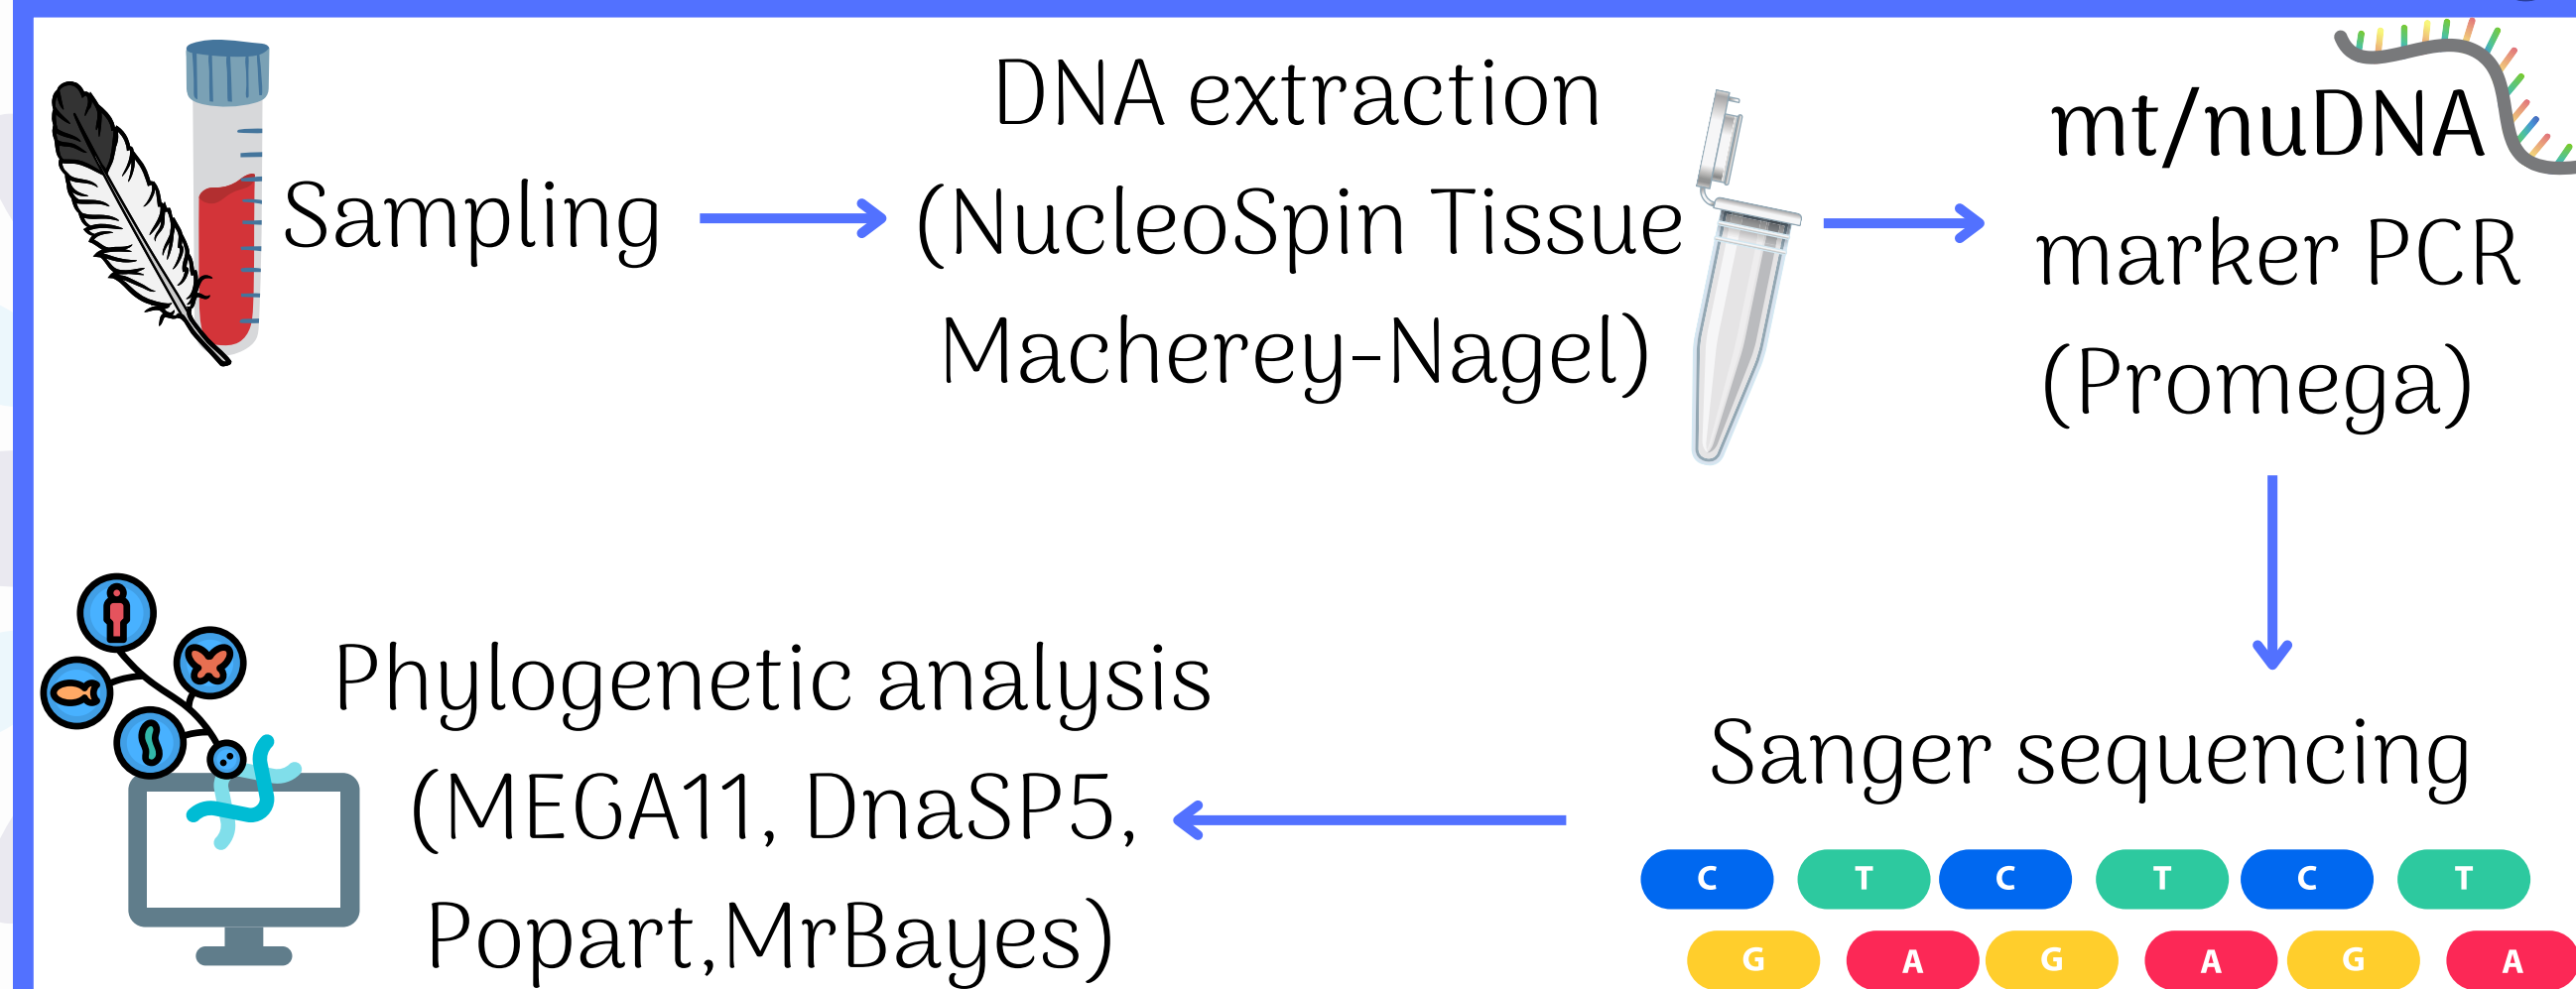 Sampling
DNA extraction
(NucleoSpin Tissue
Macherey-Nagel)
mt/nuDNA
marker PCR
(Promega)
Sanger sequencing
C T C T C T
G A G A G A
Phylogenetic analysis
(MEGA11, DnaSP5,
Popart,MrBayes)